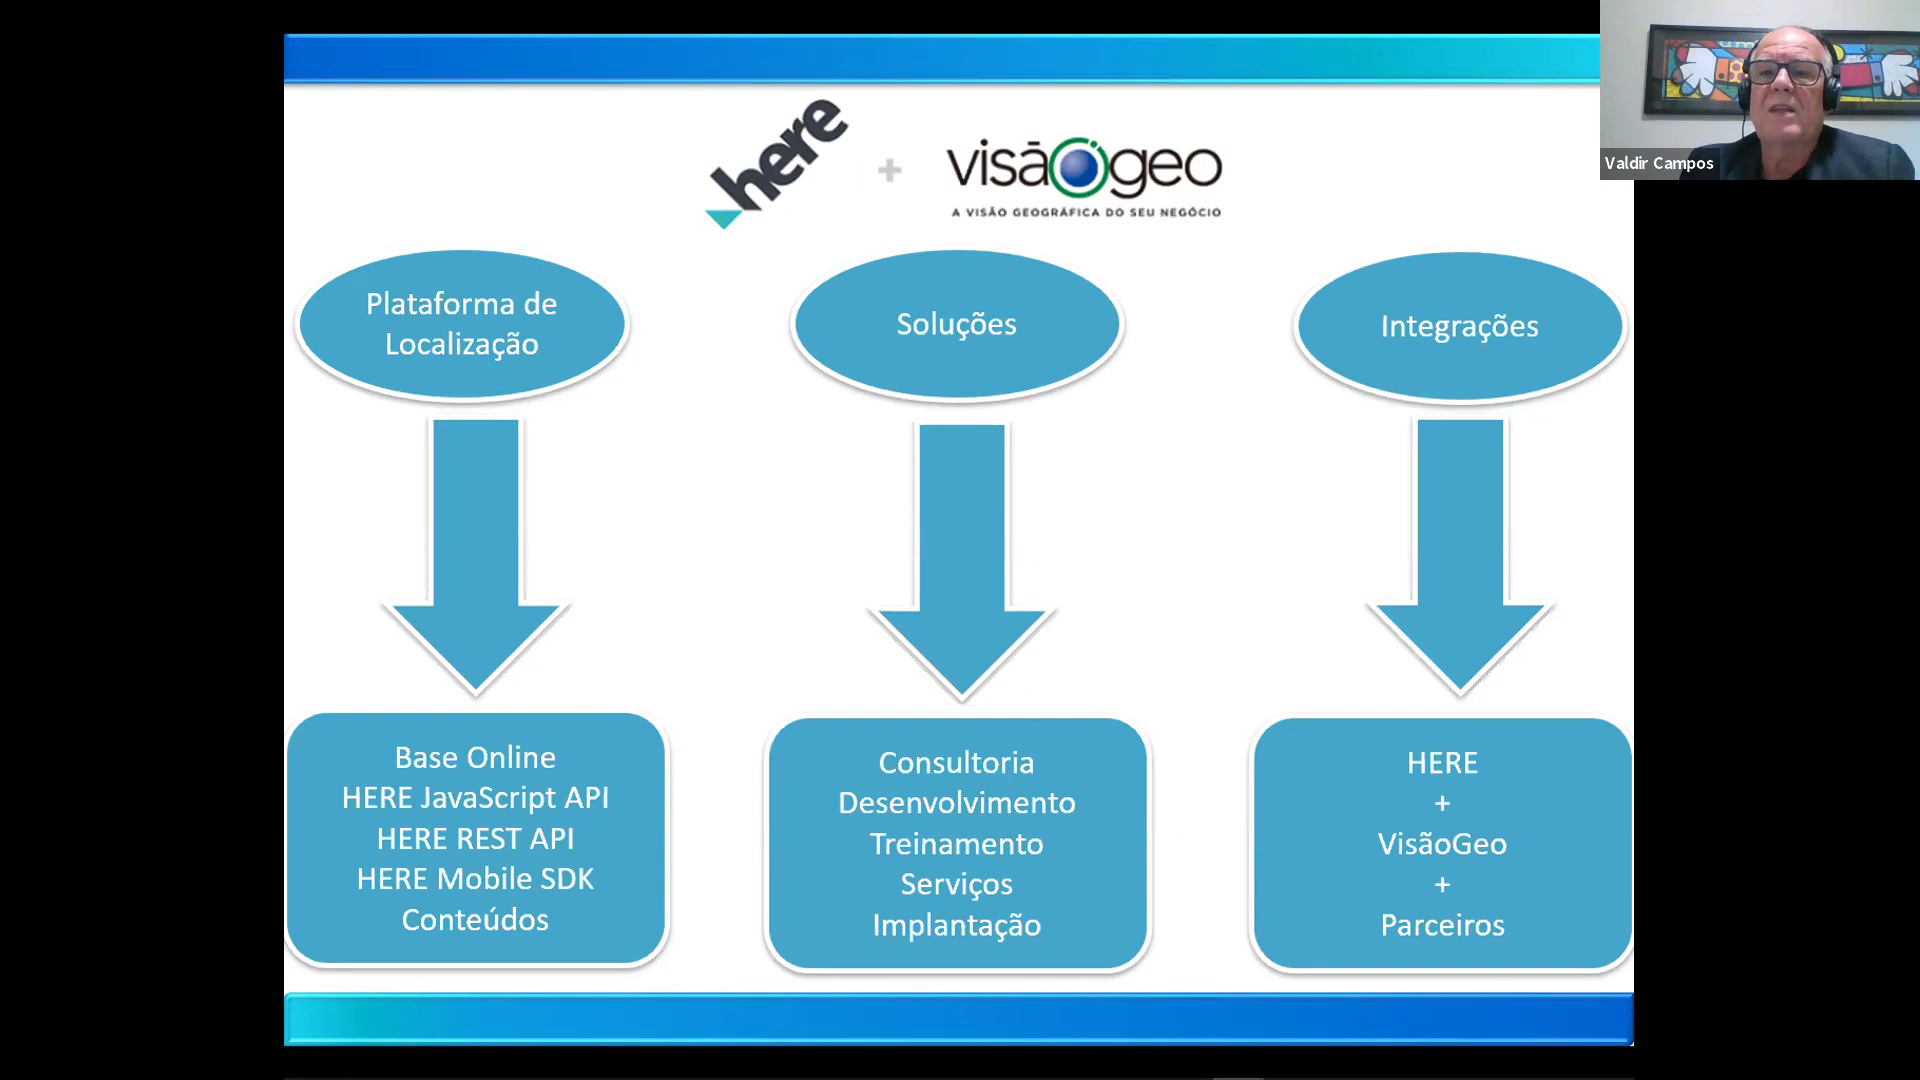 here
+
visãogeo
A VISÃO GEOGRÁFICA DO SEU NEGÓCIO
Valdir Campos
Plataforma de
Localização
Soluções
Integrações
Base Online
HERE JavaScript API
HERE REST API
HERE Mobile SDK
Conteúdos
Consultoria
Desenvolvimento
Treinamento
Serviços
Implantação
HERE
+
VisãoGeo
+
Parceiros